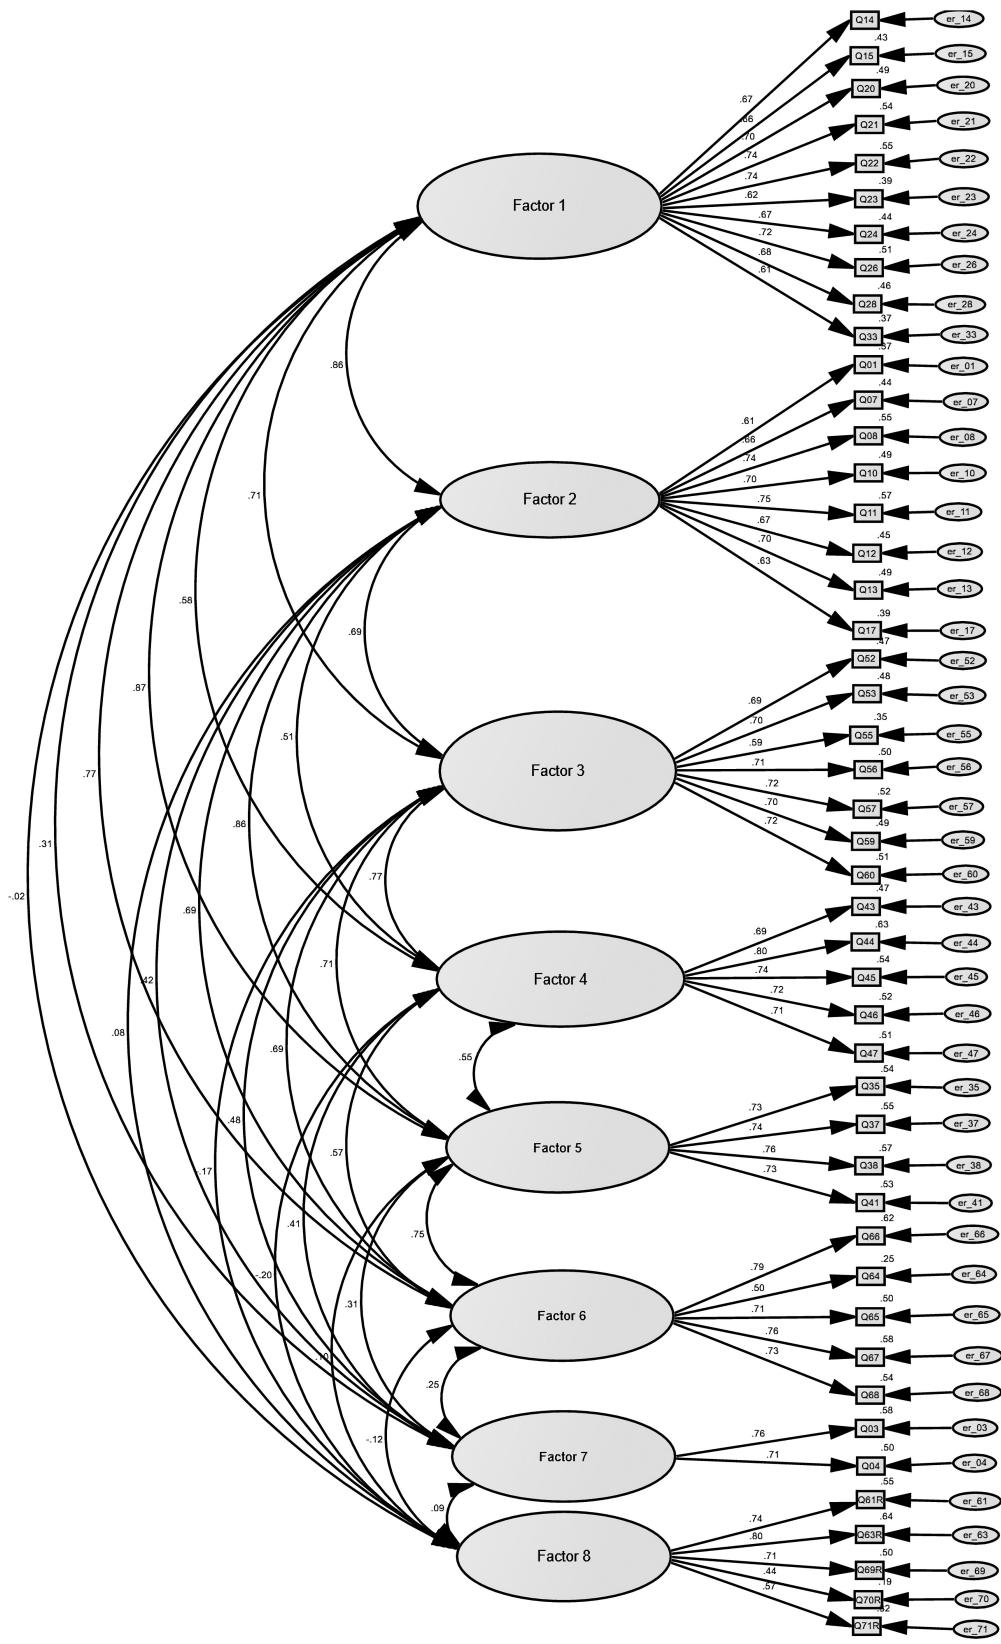 Q14 er_14
.43
Q15 er_15
.49
Q20 er_20
.67
.54
.66
Q21 er_21
.70
.55
.74
Q22 er_22
.74
.39
.62
Q23 er_23
Factor 1
.67
.44
.72
Q24 er_24
.51
.68
Q26 er_26
.61
.46
Q28 er_28
.37
Q33 er_33
.37
.86
Q01 er_01
.44
Q07 er_07
.61
.55
.66
Q08 er_08
.74
.49
.70
Q10 er_10
.71
Factor 2
.75
.57
Q11 er_11
.67
.45
.70
Q12 er_12
.63
.49
Q13 er_13
.58
.39
.69
Q17 er_17
.47
Q52 er_52
.48
.87
.69
Q53 er_53
.70
.35
.51
.59
Q55 er_55
.77
Factor 3
.71
.50
Q56 er_56
.72
.52
.70
Q57 er_57
.86
.72
.49
.31
Q59 er_59
.51
.77
Q60 er_60
-.02
.47
.69
Q43 er_43
.69
.63
.80
Q44 er_44
.71
.54
.42
Factor 4
.74
Q45 er_45
.72
.52
.08
.71
Q46 er_46
.69
.51
.55
Q47 er_47
.54
Q35 er_35
.48
.73
.55
.57
Factor 5
.74
Q37 er_37
.76
.57
Q38 er_38
.73
.53
Q41 er_41
.41
.62
.75
Q66 er_66
.79
.25
-.20
.50
Q64 er_64
.31
Factor 6
.71
.50
Q65 er_65
.76
.58
.73
Q67 er_67
.25
.54
Q68 er_68
-.12
.58
Factor 7
.76
Q03 er_03
.71
.50
Q04 er_04
.55
.09
Q61R er_61
.74
.64
.80
Q63R er_63
Factor 8
.71
.50
.44
Q69R er_69
.57
.19
Q70R er_70
Q71R er_71